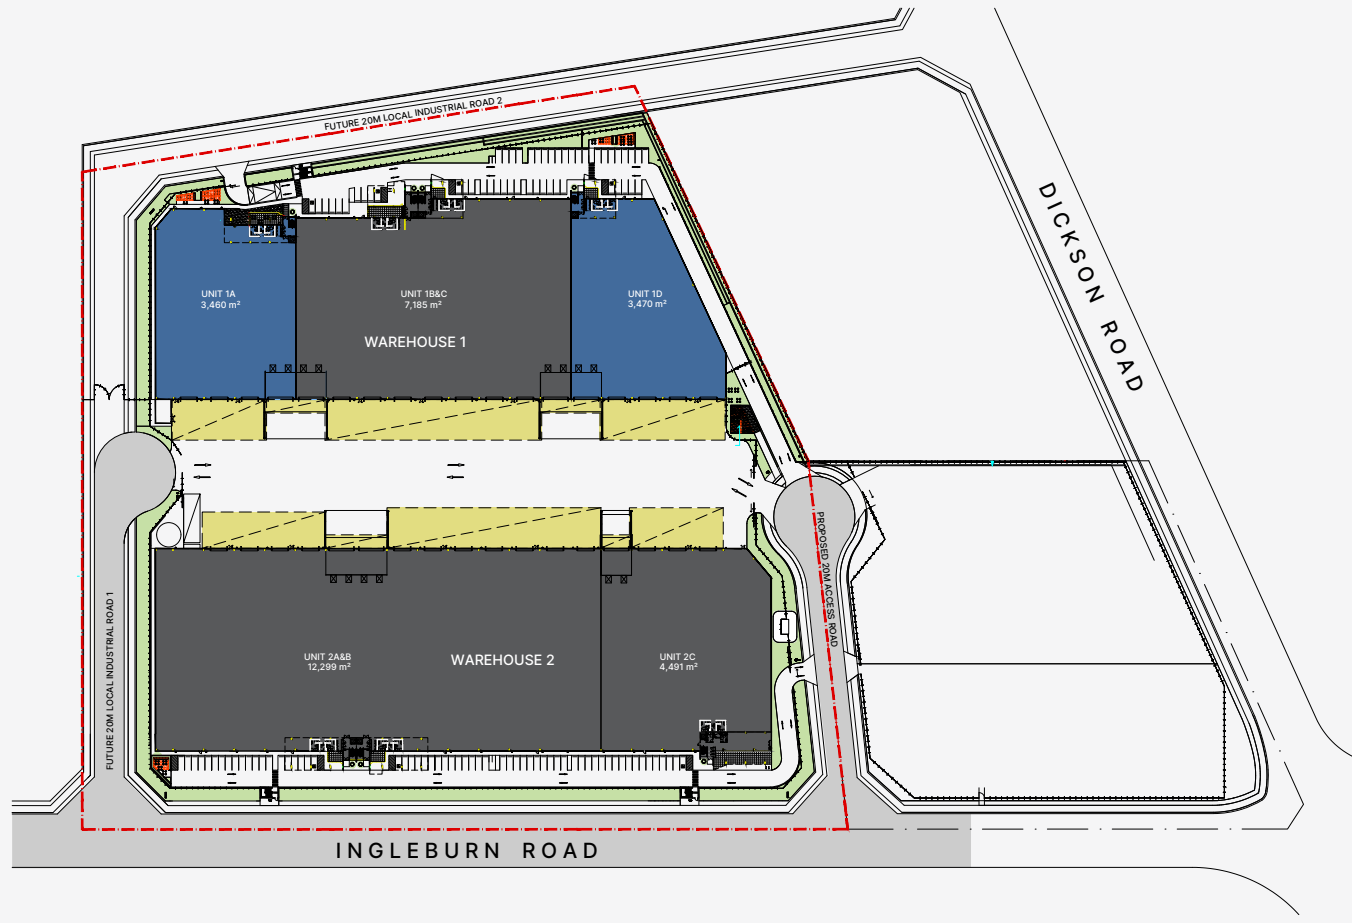 FUTURE 20M LOCAL INDUSTRIAL ROAD 2
DICKSON ROAD
UNIT 1A
3,460 m²
UNIT 1B&C
7,185 m²
UNIT 1D
3,470 m²
WAREHOUSE 1
PROPOSED 20M ACCESS ROAD
FUTURE 20M LOCAL INDUSTRIAL ROAD 1
UNIT 2A&B
12,299 m²
WAREHOUSE 2
UNIT 2C
4,491 m²
INGLEBURN ROAD